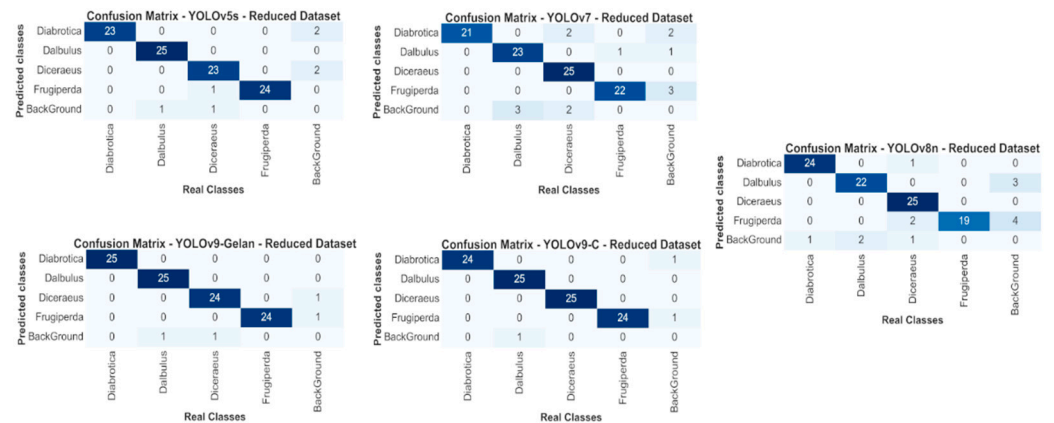 Confusion Matrix - YOLOv5s - Reduced Dataset
Predicted classes
Diabrotica 23 0 0 0 2
Dalbulus 0 25 0 0 0
Diceraeus 0 0 23 0 2
Frugiperda 0 0 1 24 0
BackGround 0 1 1 0 0
Diabrotica Dalbulus Diceraeus Frugiperda BackGround
Real Classes
Confusion Matrix - YOLOv7 - Reduced Dataset
Predicted classes
Diabrotica 21 0 2 0 2
Dalbulus 0 23 0 1 1
Diceraeus 0 0 25 0 0
Frugiperda 0 0 0 22 3
BackGround 0 3 2 0 0
Diabrotica Dalbulus Diceraeus Frugiperda BackGround
Real Classes
Confusion Matrix - YOLOv8n - Reduced Dataset
Predicted classes
Diabrotica 24 0 1 0 0
Dalbulus 0 22 0 0 3
Diceraeus 0 0 25 0 0
Frugiperda 0 0 2 19 4
BackGround 1 2 1 0 0
Diabrotica Dalbulus Diceraeus Frugiperda BackGround
Real Classes
Confusion Matrix - YOLOv9-Gelan - Reduced Dataset
Predicted classes
Diabrotica 25 0 0 0 0
Dalbulus 0 25 0 0 0
Diceraeus 0 0 24 0 1
Frugiperda 0 0 0 24 1
BackGround 0 1 1 0 0
Diabrotica Dalbulus Diceraeus Frugiperda BackGround
Real Classes
Confusion Matrix - YOLOv9-C - Reduced Dataset
Predicted classes
Diabrotica 24 0 0 0 1
Dalbulus 0 25 0 0 0
Diceraeus 0 0 25 0 0
Frugiperda 0 0 0 24 1
BackGround 0 1 0 0 0
Diabrotica Dalbulus Diceraeus Frugiperda BackGround
Real Classes